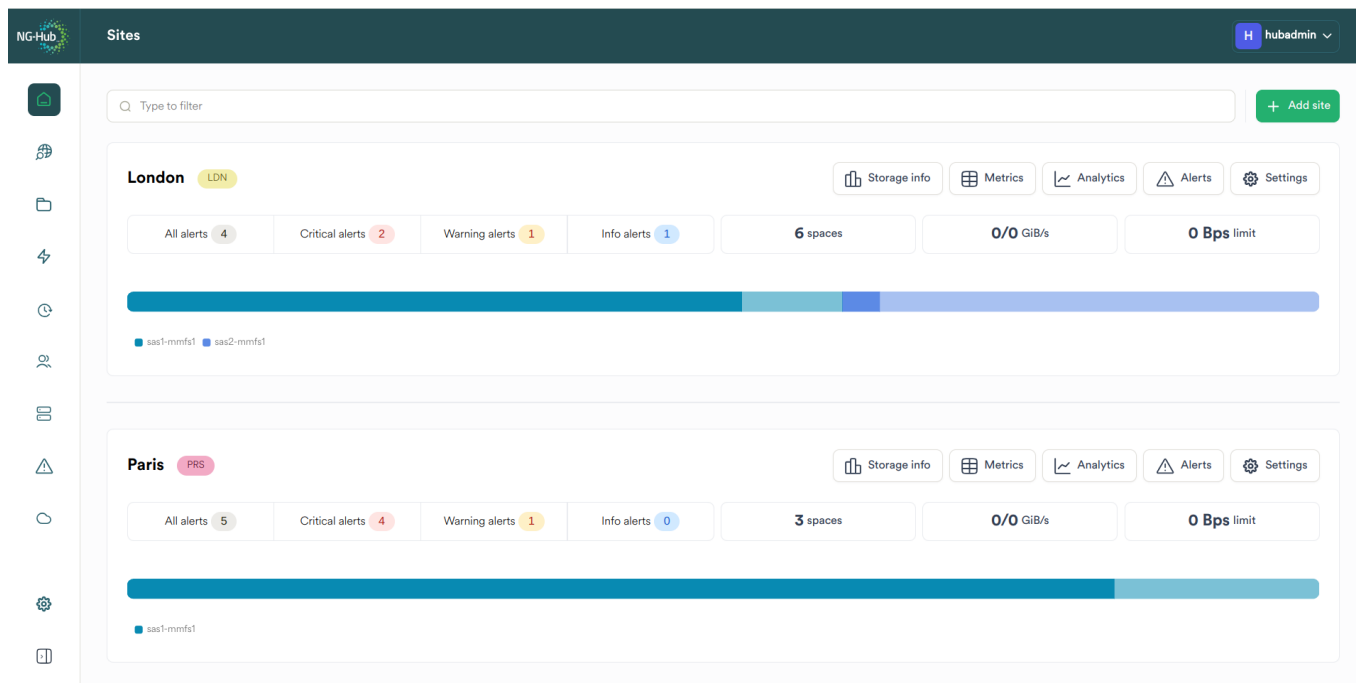 NG-Hub
Sites
H hubadmin
Type to filter
+ Add site
London LDN
Storage info Metrics Analytics Alerts Settings
All alerts 4 Critical alerts 2 Warning alerts 1 Info alerts 1 6 spaces 0/0 GiB/s 0 Bps limit
sas1-mmfs1 sas2-mmfs1
Paris PRS
Storage info Metrics Analytics Alerts Settings
All alerts 5 Critical alerts 4 Warning alerts 1 Info alerts 0 3 spaces 0/0 GiB/s 0 Bps limit
sas1-mmfs1